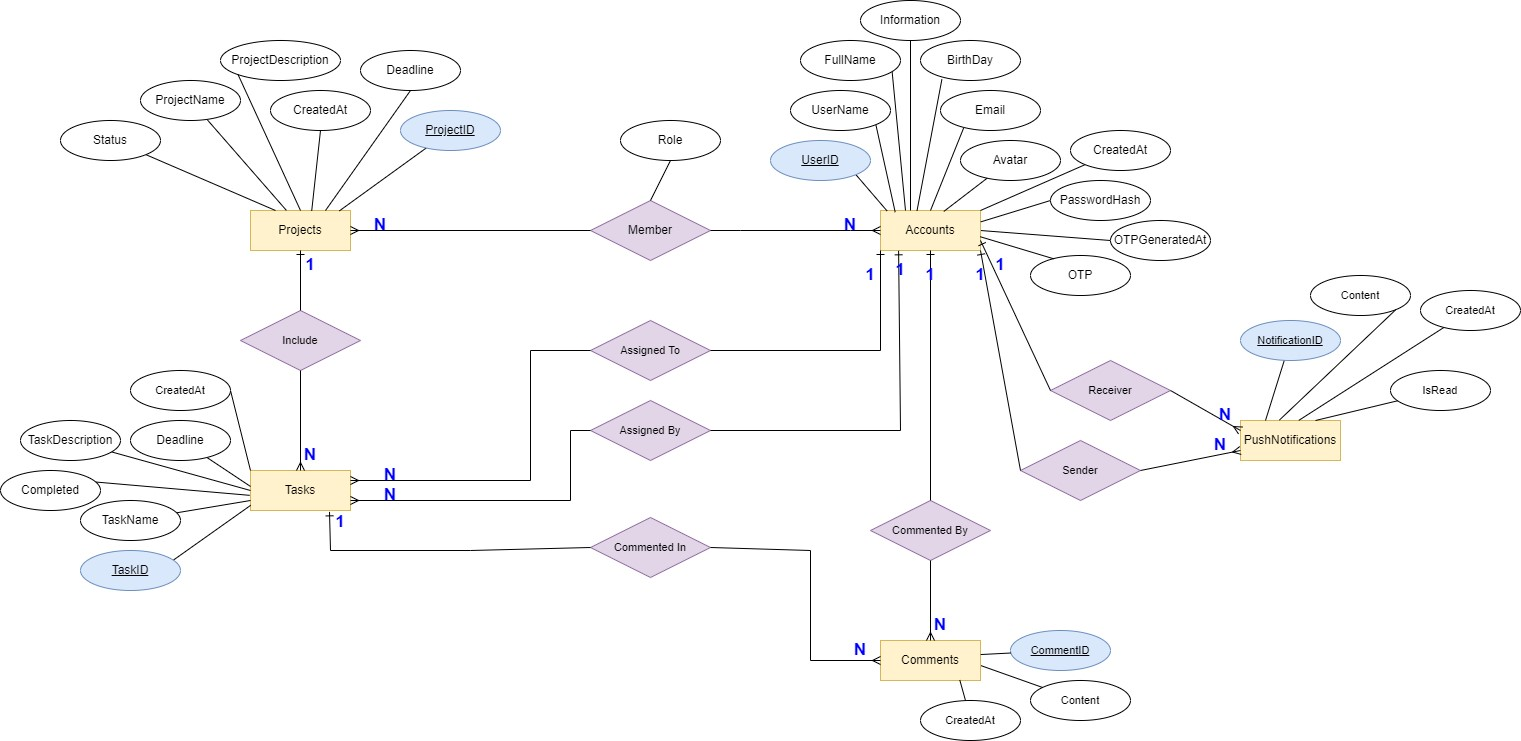 Information
ProjectDescription
FullName
BirthDay
Deadline
ProjectName
CreatedAt
UserName
Email
Status
ProjectID
Role
UserID
Avatar
CreatedAt
PasswordHash
Projects
N
Member
N
Accounts
OTPGeneratedAt
1
1
1
1
1
1
OTP
Content
CreatedAt
Include
Assigned To
NotificationID
CreatedAt
Receiver
IsRead
TaskDescription
Deadline
Assigned By
N
PushNotifications
N
N
Sender
Completed
Tasks
N
N
TaskName
1
Commented By
Commented In
TaskID
N
N
Comments
CommentID
Content
CreatedAt